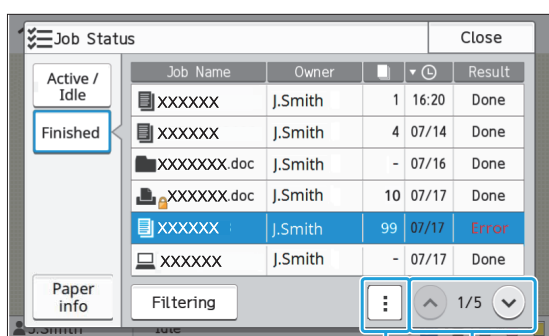 Job Status
Close
Active / Idle
Finished
Paper info
Job Name Owner Result
XXXXXX J.Smith 1 16:20 Done
XXXXXX J.Smith 4 07/14 Done
XXXXXXX.doc J.Smith - 07/16 Done
XXXXXXX.doc J.Smith 10 07/17 Done
XXXXXX J.Smith 99 07/17 Error
XXXXXX J.Smith - 07/17 Done
Filtering
1/5
J.Smith Idle